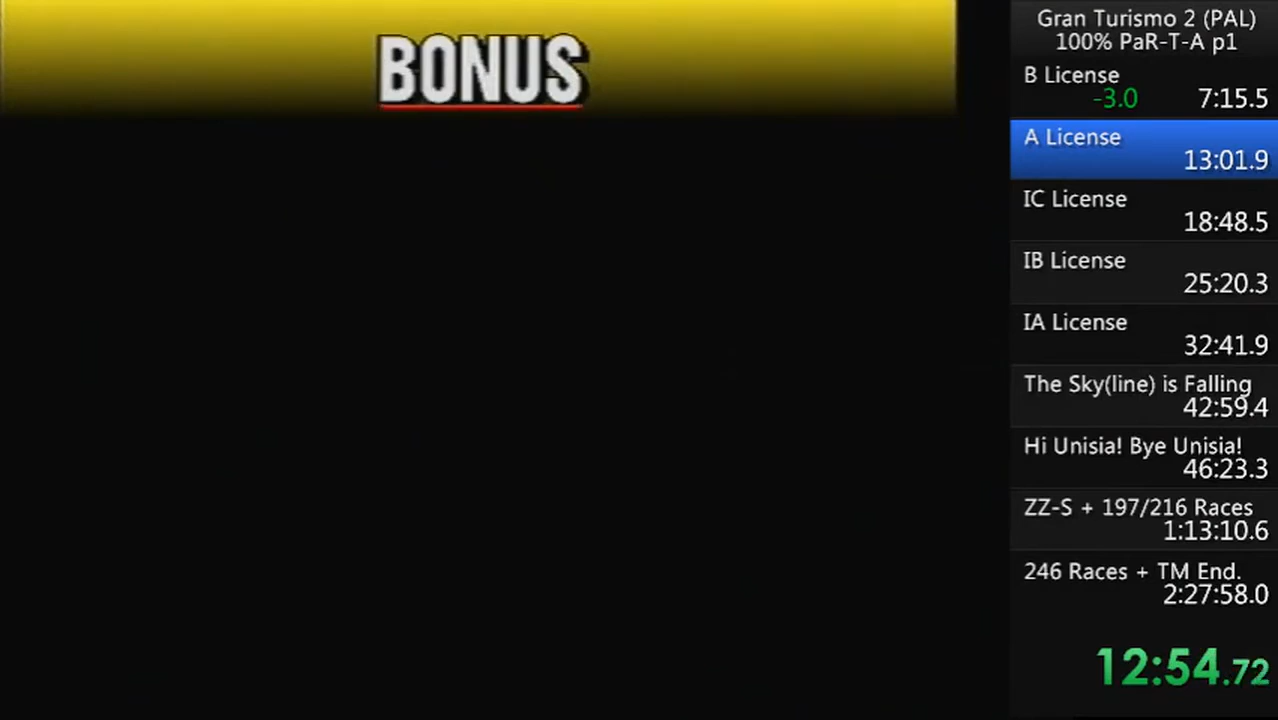 BONUS
Gran Turismo 2 (PAL)
100% PaR-T-A p1
B License
-3.0 7:15.5
A License
13:01.9
IC License
18:48.5
IB License
25:20.3
IA License
32:41.9
The Sky(line) is Falling
42:59.4
Hi Unisia! Bye Unisia!
46:23.3
ZZ-S + 197/216 Races
1:13:10.6
246 Races + TM End.
2:27:58.0
12:54.72